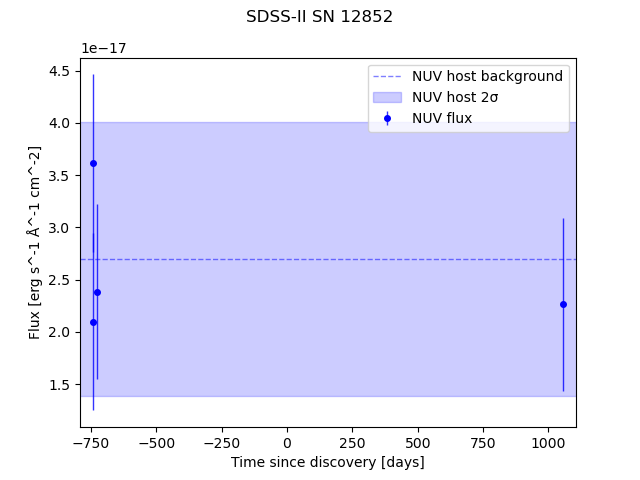 SDSS-II SN 12852
1e−17
NUV host background
NUV host 2σ
NUV flux
4.5
4.0
3.5
3.0
2.5
2.0
1.5
Flux [erg s^-1 Å^-1 cm^-2]
−750 −500 −250 0 250 500 750 1000
Time since discovery [days]